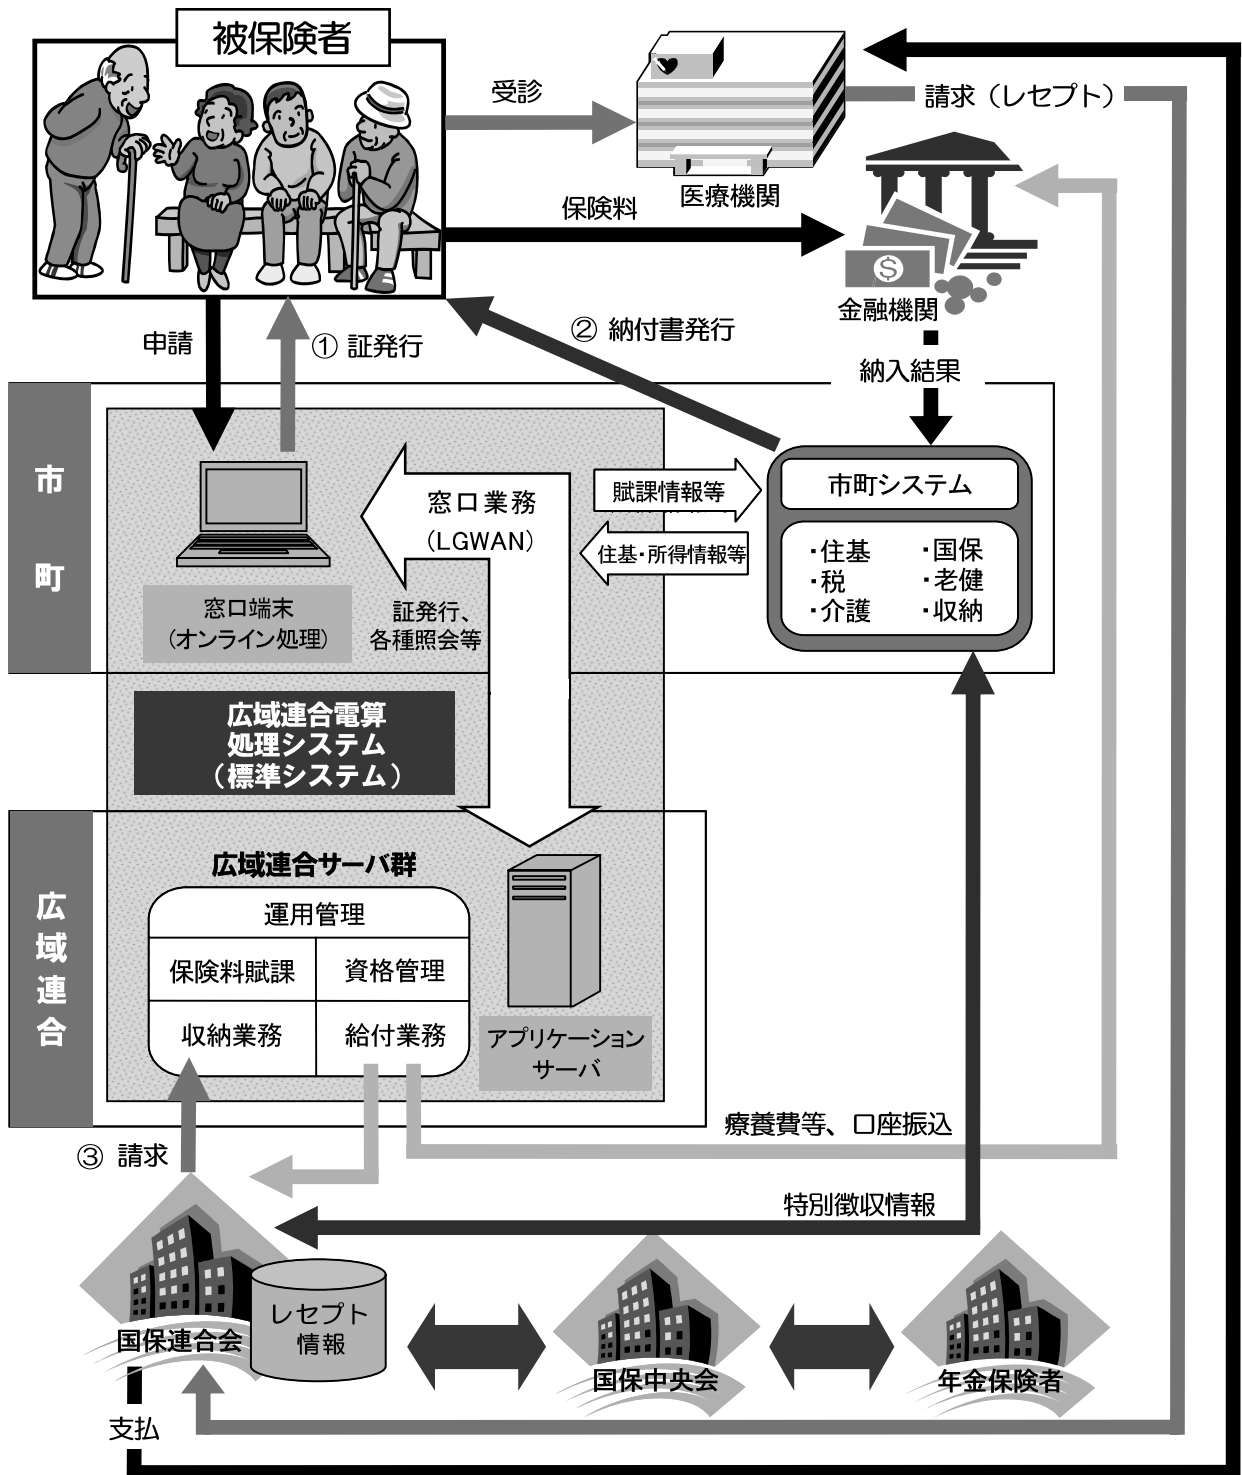 被保険者
受診
請求（レセプト）
医療機関
保険料
$
金融機関
申請
① 証発行
② 納付書発行
納入結果
市町
窓口業務
（LGWAN）
賦課情報等
住基・所得情報等
市町システム
・住基
・国保
・税
・老健
・介護
・収納
窓口端末
（オンライン処理）
証発行、
各種照会等
広域連合電算
処理システム
（標準システム）
広域連合
広域連合サーバ群
運用管理
保険料賦課
資格管理
収納業務
給付業務
アプリケーション
サーバ
療養費等、口座振込
③ 請求
特別徴収情報
国保連合会
レセプト
情報
国保中央会
年金保険者
支払